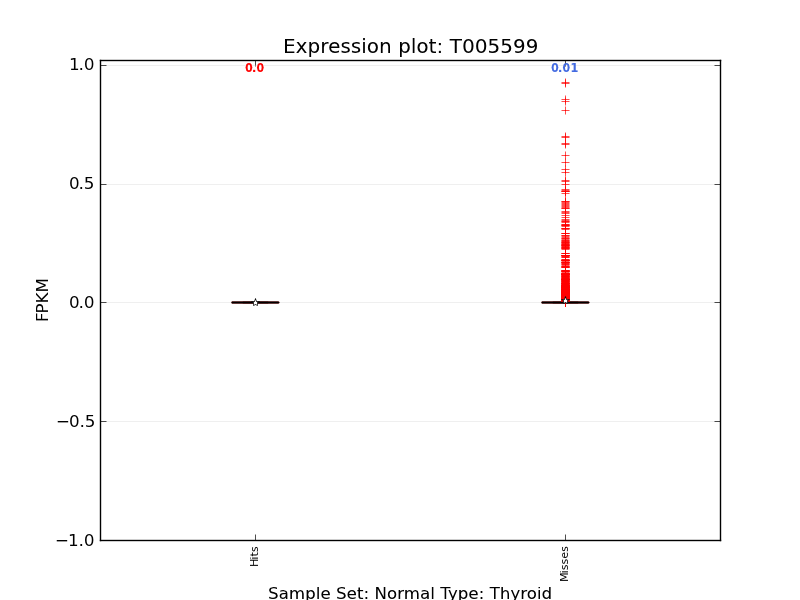 Expression plot: T005599
1.0
0.0
0.01
0.5
0.0
−0.5
−1.0
FPKM
Hits
Misses
Sample Set: Normal Type: Thyroid